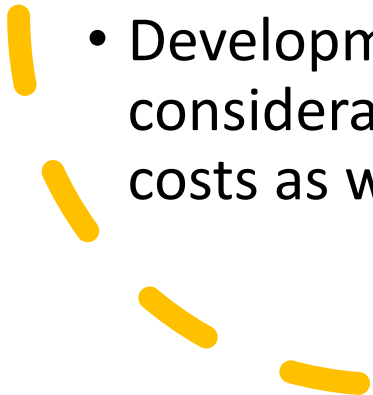 • Developm
considera
costs as w